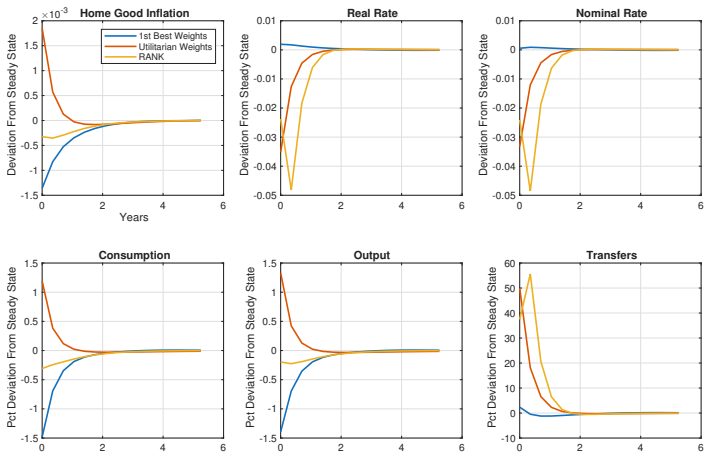 Home Good Inflation
×10⁻³
2
1.5
1
0.5
0
-0.5
-1
-1.5
0 2 4 6
Years
Deviation From Steady State
1st Best Weights
Utilitarian Weights
RANK
Real Rate
0.01
0
-0.01
-0.02
-0.03
-0.04
-0.05
0 2 4 6
Deviation From Steady State
Nominal Rate
0.01
0
-0.01
-0.02
-0.03
-0.04
-0.05
0 2 4 6
Deviation From Steady State
Consumption
1.5
1
0.5
0
-0.5
-1
-1.5
0 2 4 6
Pct Deviation From Steady State
Output
1.5
1
0.5
0
-0.5
-1
-1.5
0 2 4 6
Pct Deviation From Steady State
Transfers
60
50
40
30
20
10
0
-10
0 2 4 6
Pct Deviation From Steady State